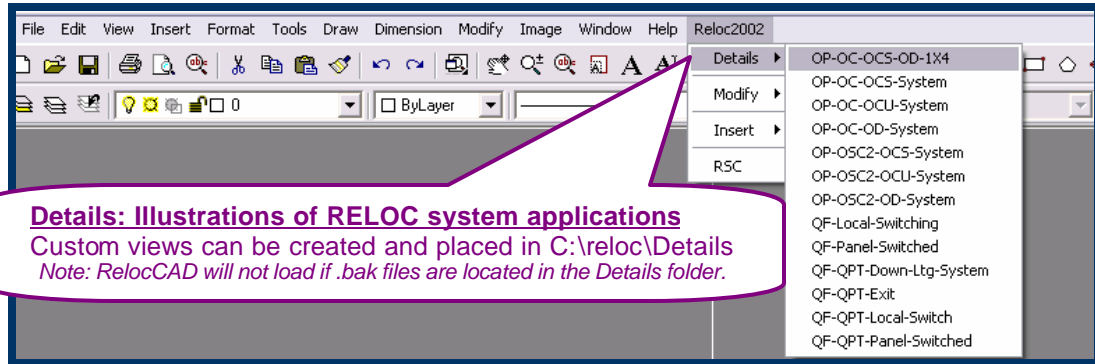 File Edit View Insert Format Tools Draw Dimension Modify Image Window Help Reloc2002
Details
Modify
Insert
RSC
OP-OC-OCS-OD-1X4
OP-OC-OCS-System
OP-OC-OCU-System
OP-OC-OD-System
OP-OSC2-OCS-System
OP-OSC2-OCU-System
OP-OSC2-OD-System
QF-Local-Switching
QF-Panel-Switched
QF-QPT-Down-Ltg-System
QF-QPT-Exit
QF-QPT-Local-Switch
QF-QPT-Panel-Switched
0
ByLayer
Details: Illustrations of RELOC system applications
Custom views can be created and placed in C:\reloc\Details
Note: RelocCAD will not load if .bak files are located in the Details folder.